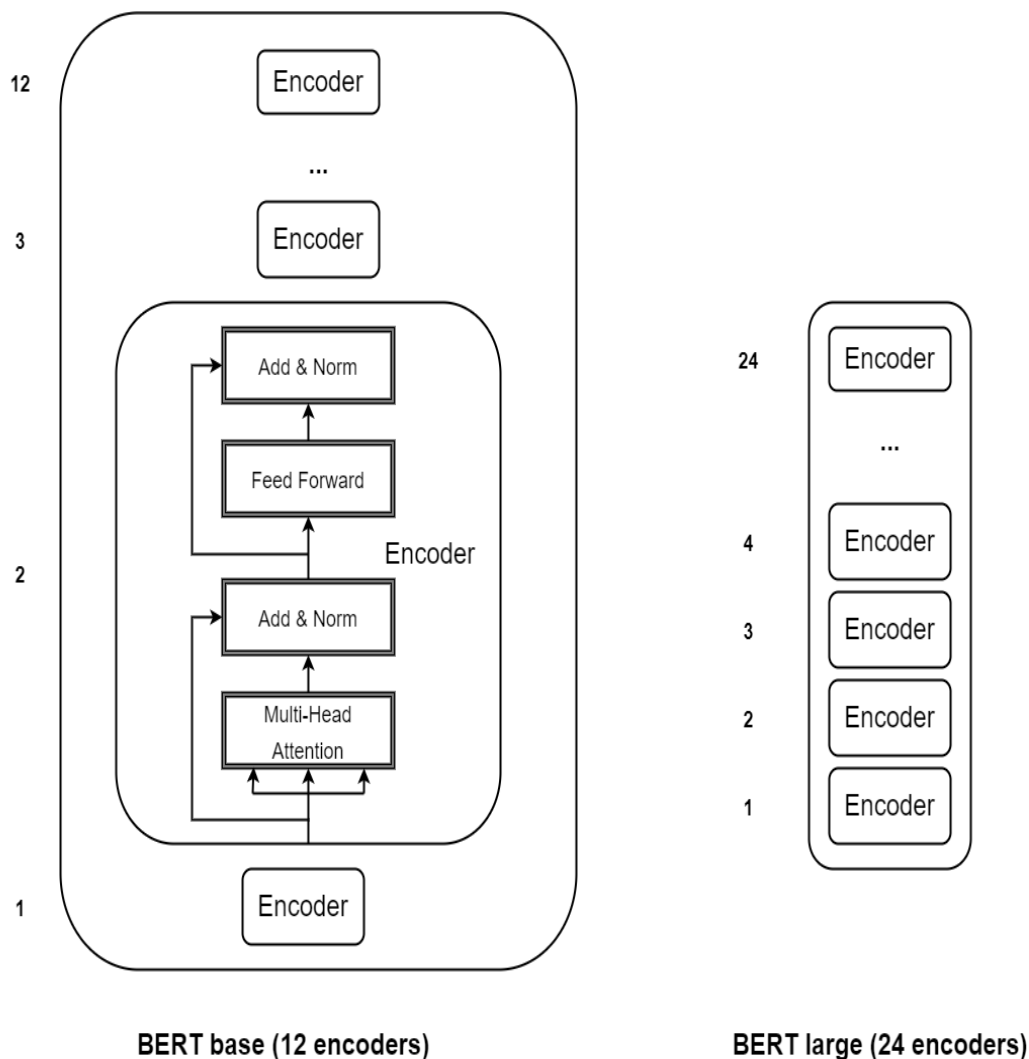 12
Encoder
...
3
Encoder
Add & Norm
Feed Forward
Encoder
2
Add & Norm
Multi-Head
Attention
1
Encoder
BERT base (12 encoders)
24
Encoder
...
4
Encoder
3
Encoder
2
Encoder
1
Encoder
BERT large (24 encoders)